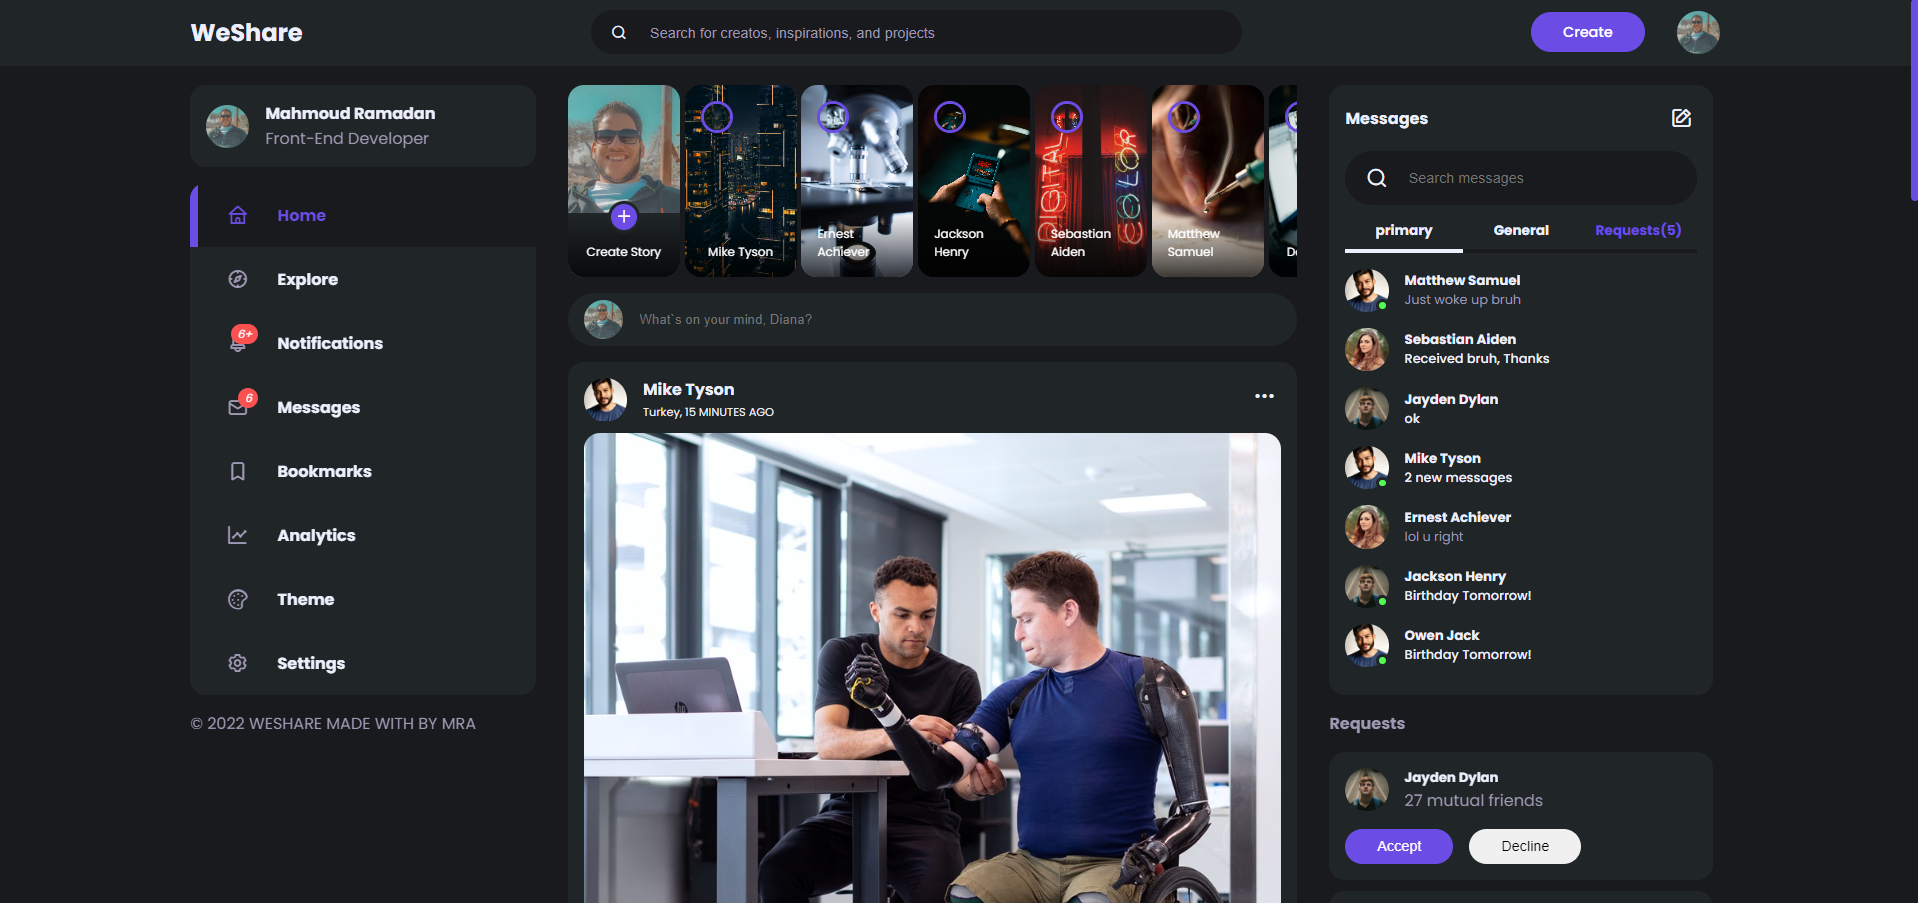 WeShare
Search for creatos, inspirations, and projects
Create
Mahmoud Ramadan
Front-End Developer
Home
Explore
6+
Notifications
6
Messages
Bookmarks
Analytics
Theme
Settings
© 2022 WESHARE MADE WITH BY MRA
Create Story
Mike Tyson
Ernest
Achiever
Jackson
Henry
DIGITAL
COLOR
Sebastian
Aiden
Matthew
Samuel
What`s on your mind, Diana?
Mike Tyson
Turkey, 15 MINUTES AGO
hp
Messages
Search messages
primary
General
Requests(5)
Matthew Samuel
Just woke up bruh
Sebastian Aiden
Received bruh, Thanks
Jayden Dylan
ok
Mike Tyson
2 new messages
Ernest Achiever
lol u right
Jackson Henry
Birthday Tomorrow!
Owen Jack
Birthday Tomorrow!
Requests
Jayden Dylan
27 mutual friends
Accept
Decline